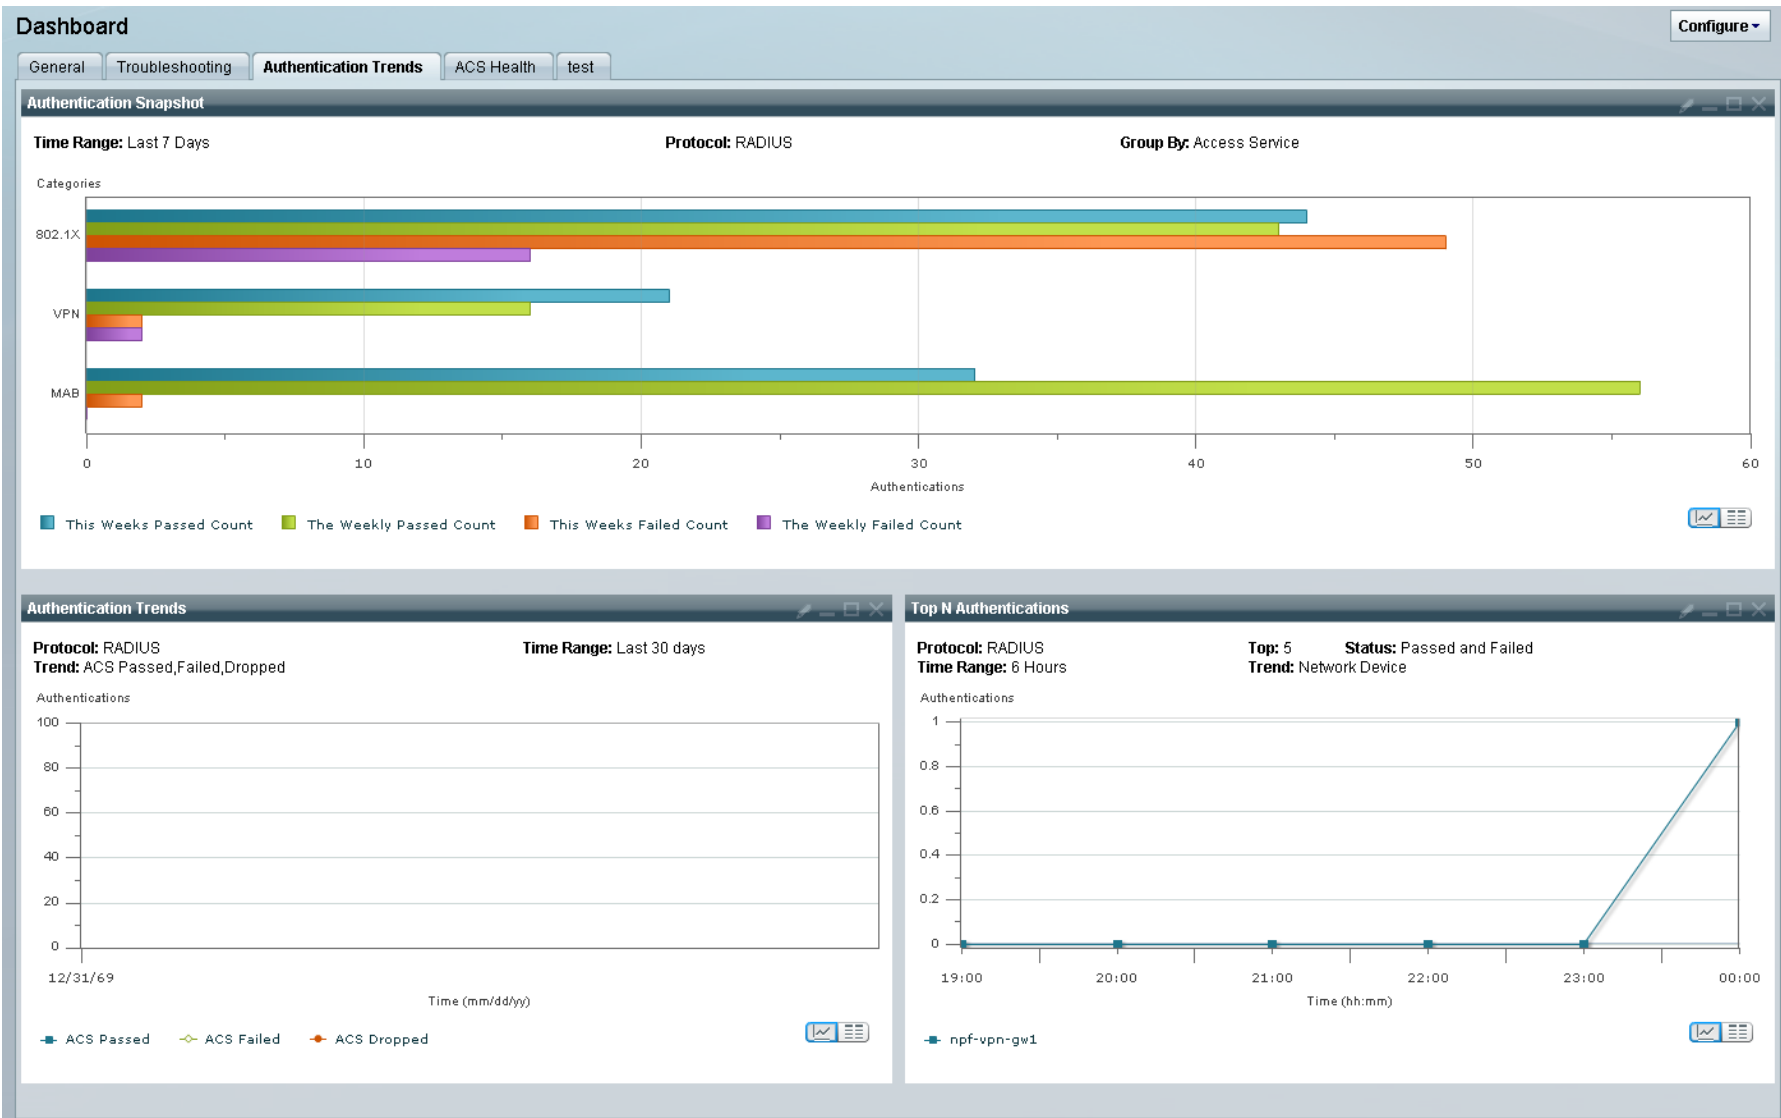 Dashboard
Configure
General Troubleshooting Authentication Trends ACS Health test
Authentication Snapshot
Time Range: Last 7 Days Protocol: RADIUS Group By: Access Service
Categories
802.1X
VPN
MAB
0 10 20 30 40 50 60
Authentications
This Weeks Passed Count The Weekly Passed Count This Weeks Failed Count The Weekly Failed Count
Authentication Trends
Protocol: RADIUS Time Range: Last 30 days
Trend: ACS Passed,Failed,Dropped
Authentications
100
80
60
40
20
0
12/31/69
Time (mm/dd/yy)
ACS Passed ACS Failed ACS Dropped
Top N Authentications
Protocol: RADIUS Top: 5 Status: Passed and Failed
Time Range: 6 Hours Trend: Network Device
Authentications
1
0.8
0.6
0.4
0.2
0
19:00 20:00 21:00 22:00 23:00 00:00
Time (hh:mm)
npf-vpn-gw1